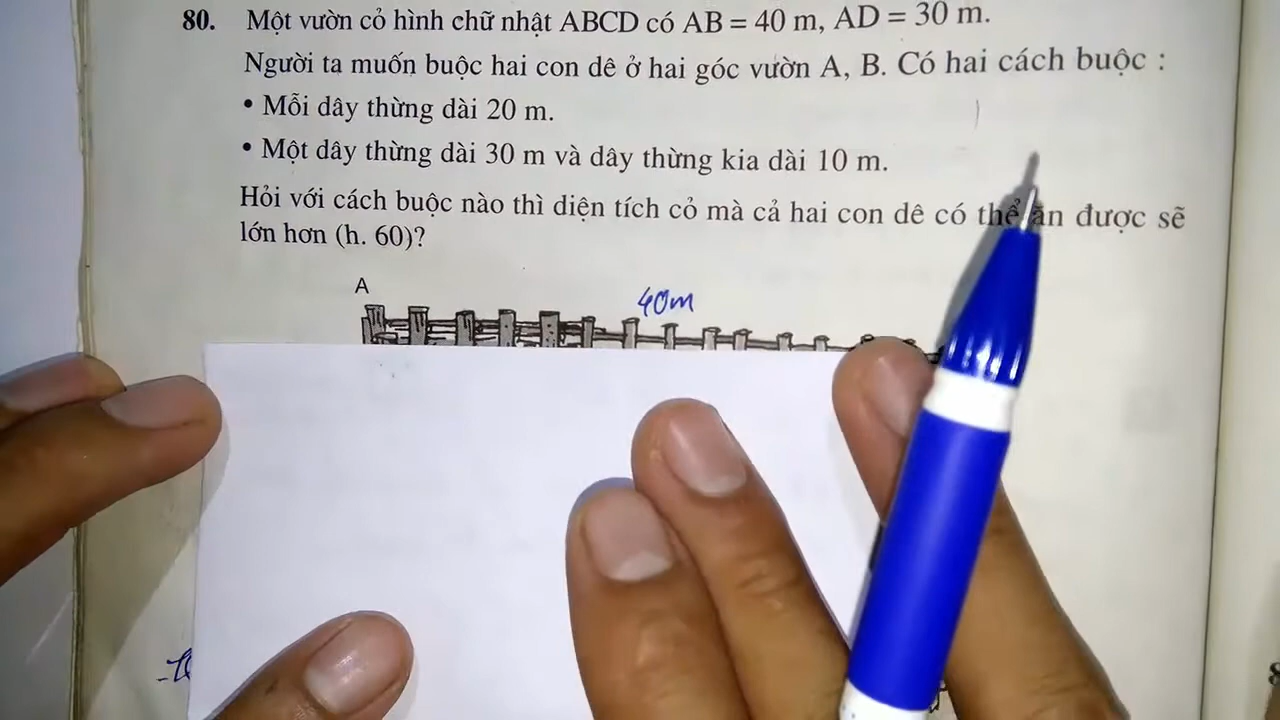 80. Một vườn cỏ hình chữ nhật ABCD có AB = 40 m, AD = 30 m.
Người ta muốn buộc hai con dê ở hai góc vườn A, B. Có hai cách buộc :
• Mỗi dây thừng dài 20 m.
• Một dây thừng dài 30 m và dây thừng kia dài 10 m.
Hỏi với cách buộc nào thì diện tích cỏ mà cả hai con dê có thể ăn được sẽ
lớn hơn (h. 60)?
A
40m